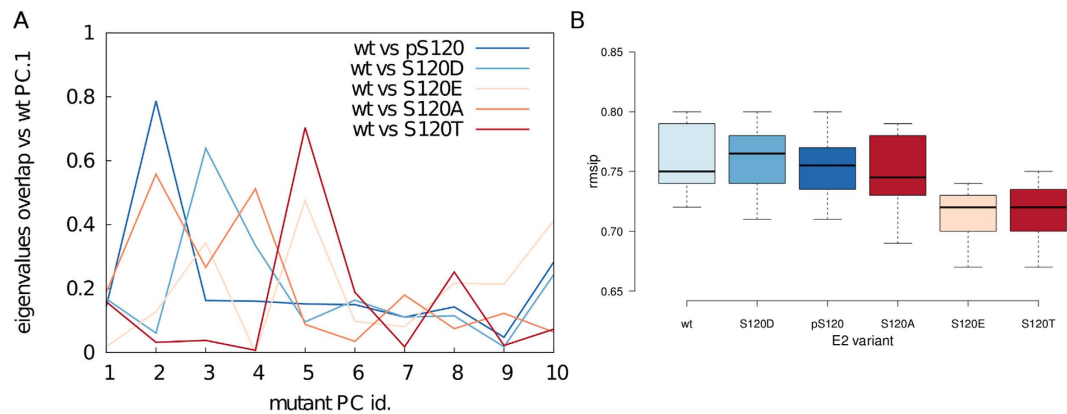 A
eigenvalues overlap vs wt PC.1
1
0.8
0.6
0.4
0.2
0
wt vs pS120
wt vs S120D
wt vs S120E
wt vs S120A
wt vs S120T
1 2 3 4 5 6 7 8 9 10
mutant PC id.
B
rmsip
0.85
0.80
0.75
0.70
0.65
wt S120D pS120 S120A S120E S120T
E2 variant